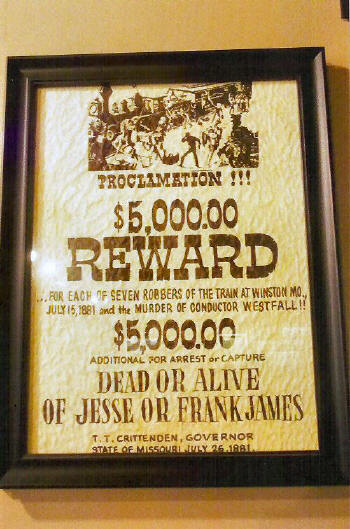 PROCLAMATION !!!
$5,000.00
REWARD
...FOR EACH OF SEVEN ROBBERS OF THE TRAIN AT WINSTON MO.,
JULY 15, 1881 and the MURDER OF CONDUCTOR WESTFALL!!
$5,000.00
ADDITIONAL FOR ARREST or CAPTURE
DEAD OR ALIVE
OF JESSE OR FRANK JAMES
T. T. CRITTENDEN, GOVERNOR
STATE OF MISSOURI JULY 26, 1881.